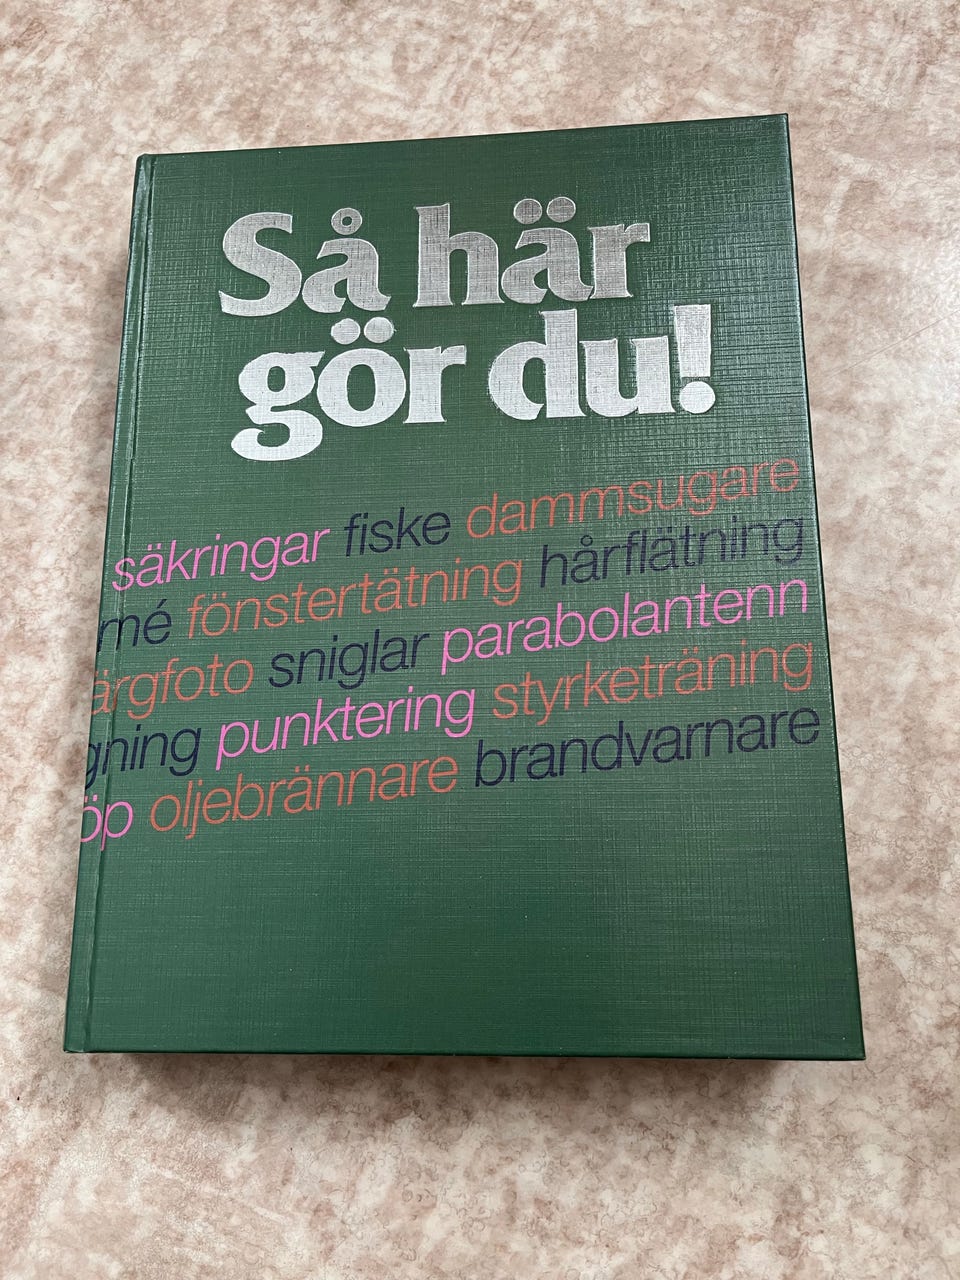 Så här
gör du!
säkringar fiske dammsugare
mé fönstertätning hårflätning
ärgfoto sniglar parabolantenn
gning punktering styrketräning
öp oljebrännare brandvarnare